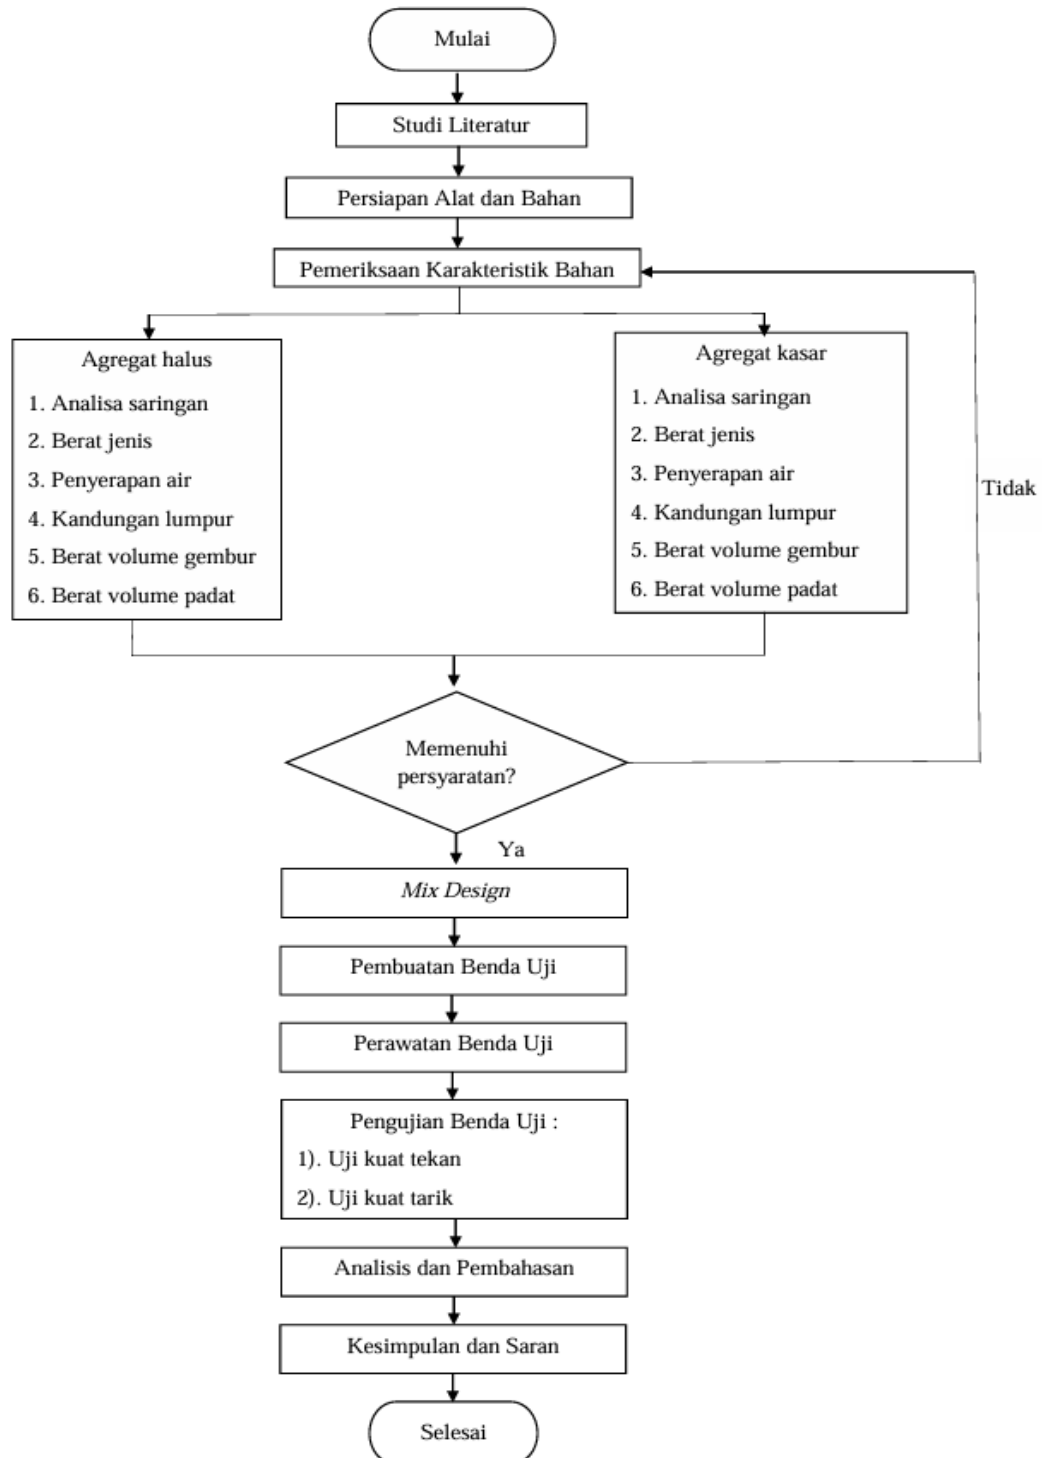 Mulai
Studi Literatur
Persiapan Alat dan Bahan
Pemeriksaan Karakteristik Bahan
Agregat halus
1. Analisa saringan
2. Berat jenis
3. Penyerapan air
4. Kandungan lumpur
5. Berat volume gembur
6. Berat volume padat
Agregat kasar
1. Analisa saringan
2. Berat jenis
3. Penyerapan air
4. Kandungan lumpur
5. Berat volume gembur
6. Berat volume padat
Tidak
Memenuhi
persyaratan?
Ya
Mix Design
Pembuatan Benda Uji
Perawatan Benda Uji
Pengujian Benda Uji :
1). Uji kuat tekan
2). Uji kuat tarik
Analisis dan Pembahasan
Kesimpulan dan Saran
Selesai